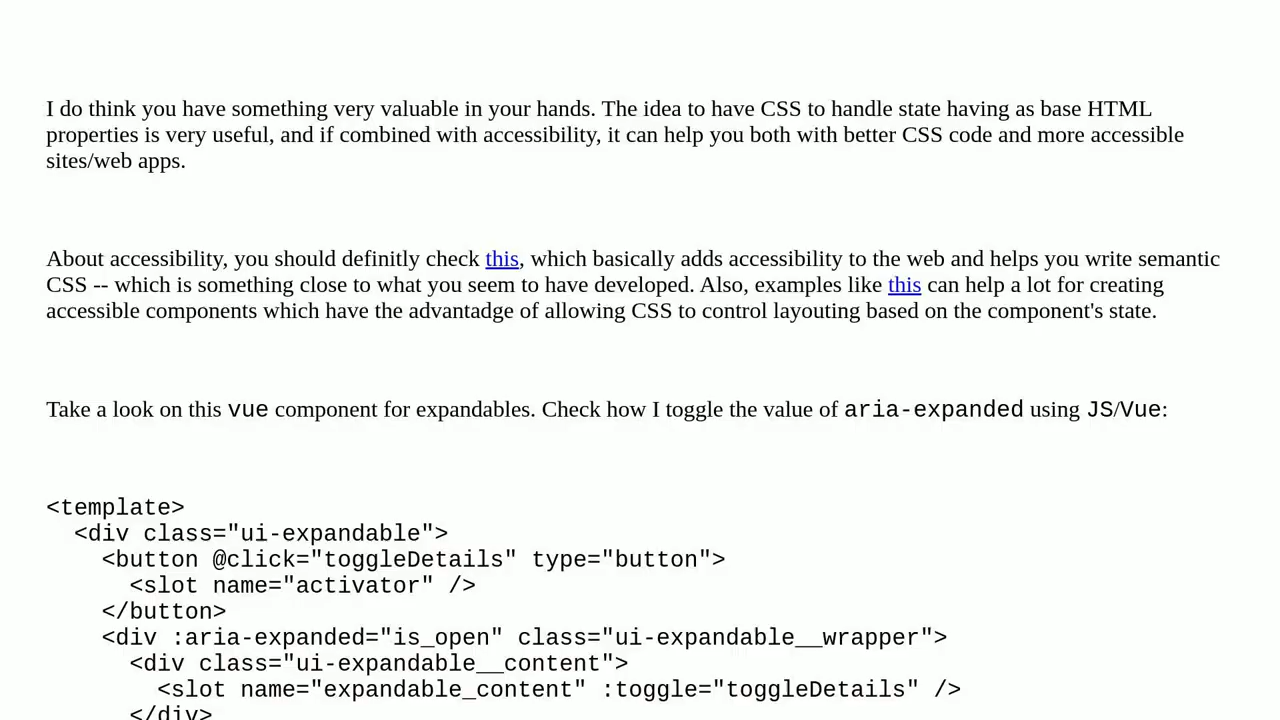 I do think you have something very valuable in your hands. The idea to have CSS to handle state having as base HTML
properties is very useful, and if combined with accessibility, it can help you both with better CSS code and more accessible
sites/web apps.
About accessibility, you should definitly check this, which basically adds accessibility to the web and helps you write semantic
CSS -- which is something close to what you seem to have developed. Also, examples like this can help a lot for creating
accessible components which have the advantadge of allowing CSS to control layouting based on the component's state.
Take a look on this vue component for expandables. Check how I toggle the value of aria-expanded using JS/Vue:
<template>
  <div class="ui-expandable">
    <button @click="toggleDetails" type="button">
      <slot name="activator" />
    </button>
    <div :aria-expanded="is_open" class="ui-expandable__wrapper">
      <div class="ui-expandable__content">
        <slot name="expandable_content" :toggle="toggleDetails" />
      </div>